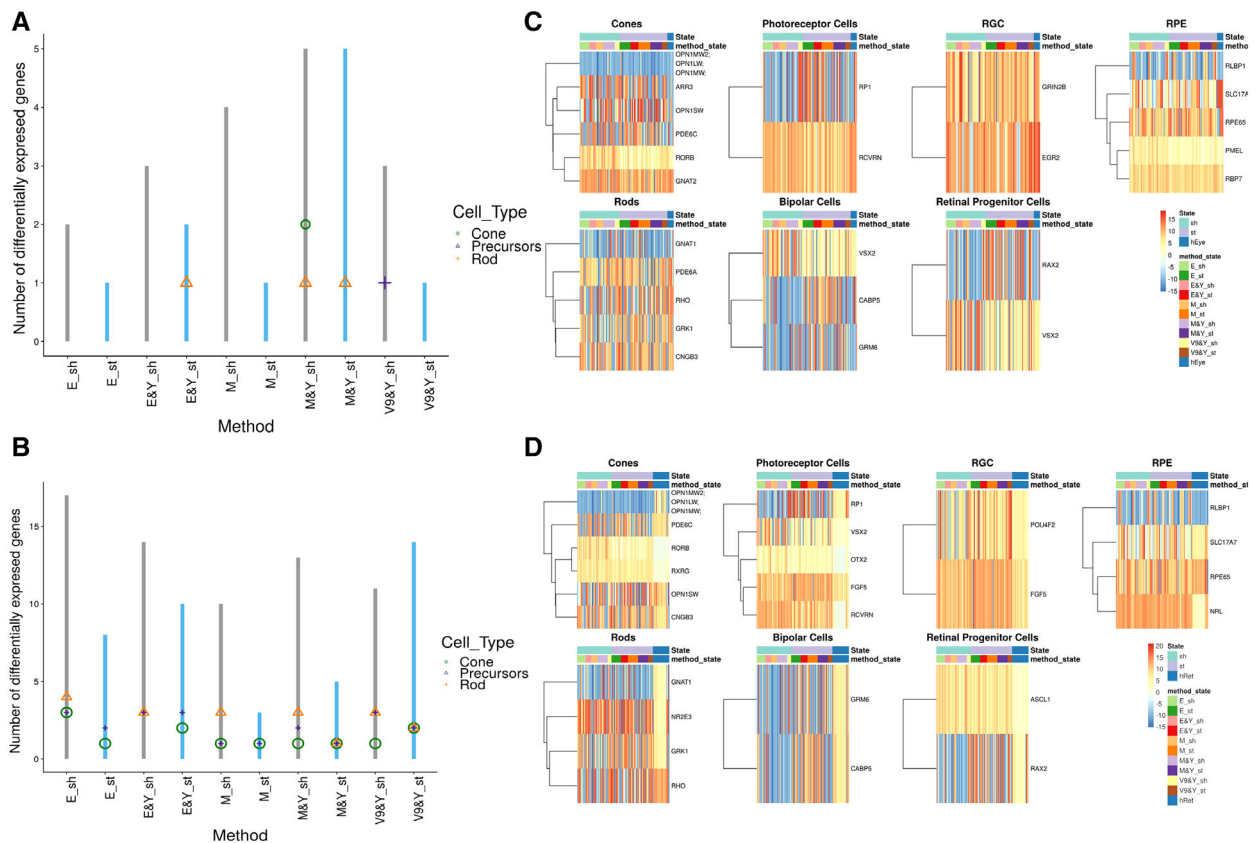 A
Number of differentially expresed genes
5
4
3
2
1
0
E_sh
E_st
E&Y_sh
E&Y_st
M_sh
M_st
M&Y_sh
M&Y_st
V9&Y_sh
V9&Y_st
Method
Cell_Type
Cone
Precursors
Rod
B
Number of differentially expresed genes
15
10
5
0
E_sh
E_st
E&Y_sh
E&Y_st
M_sh
M_st
M&Y_sh
M&Y_st
V9&Y_sh
V9&Y_st
Method
Cell_Type
Cone
Precursors
Rod
C
Cones
State
method_state
OPN1MW2;
OPN1LW;
OPN1MW;
ARR3
OPN1SW
PDE6C
RORB
GNAT2
Photoreceptor Cells
State
method_state
RP1
RCVRN
RGC
State
method_state
GRIN2B
EGR2
RPE
State
metho
RLBP1
SLC17A
RPE65
PMEL
RBP7
Rods
State
method_state
GNAT1
PDE6A
RHO
GRK1
CNGB3
Bipolar Cells
State
method_state
VSX2
CABP5
GRM6
Retinal Progenitor Cells
State
method_state
RAX2
VSX2
15
10
5
0
-5
-10
-15
State
sh
st
hEye
method_state
E_sh
E_st
E&Y_sh
E&Y_st
M_sh
M_st
M&Y_sh
M&Y_st
V9&Y_sh
V9&Y_st
hEye
D
Cones
State
method_state
OPN1MW2;
OPN1LW;
OPN1MW;
PDE6C
RORB
RXRG
OPN1SW
CNGB3
Photoreceptor Cells
State
method_state
RP1
VSX2
OTX2
FGF5
RCVRN
RGC
State
method_state
POU4F2
FGF5
RPE
State
method_state
RLBP1
SLC17A7
RPE65
NRL
Rods
State
method_state
GNAT1
NR2E3
GRK1
RHO
Bipolar Cells
State
method_state
GRM6
CABP5
Retinal Progenitor Cells
State
method_state
ASCL1
RAX2
20
15
10
5
0
-5
-10
-15
State
sh
st
hRet
method_state
E_sh
E_st
E&Y_sh
E&Y_st
M_sh
M_st
M&Y_sh
M&Y_st
V9&Y_sh
V9&Y_st
hRet